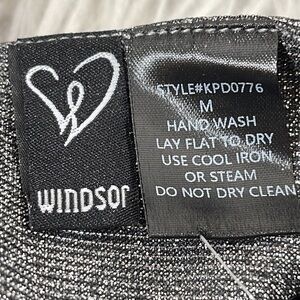 WINDSOR
STYLE#KPD0776
M
HAND WASH
LAY FLAT TO DRY
USE COOL IRON
OR STEAM
DO NOT DRY CLEAN